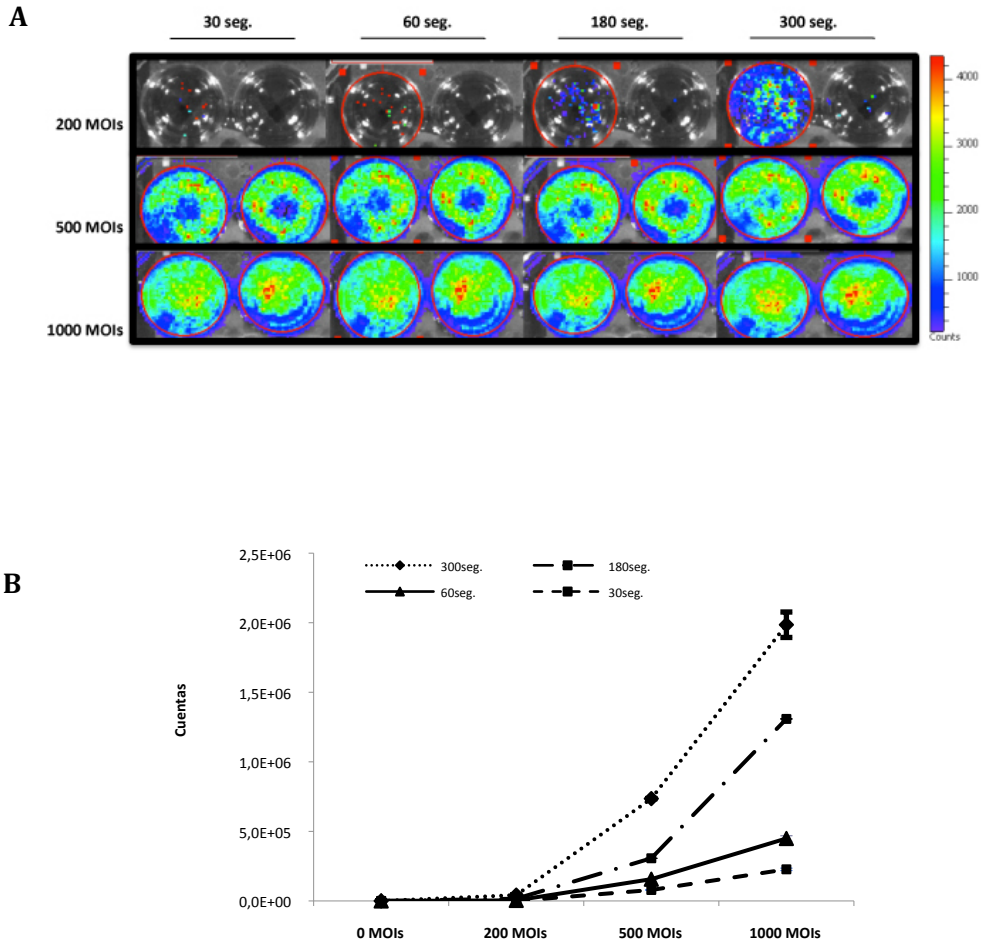 A
30 seg. 60 seg. 180 seg. 300 seg.
200 MOIs
500 MOIs
1000 MOIs
4000
3000
2000
1000
Counts
B
2,5E+06
2,0E+06
1,5E+06
1,0E+06
5,0E+05
0,0E+00
Cuentas
300seg. 180seg.
60seg. 30seg.
0 MOIs 200 MOIs 500 MOIs 1000 MOIs